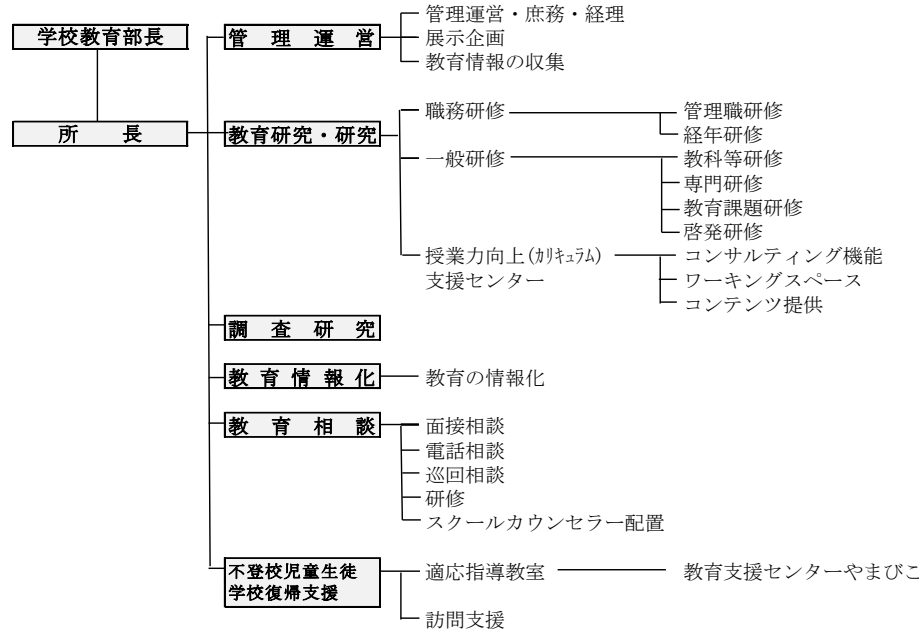 管理運営・庶務・経理
学校教育部長 管理運営 展示企画
教育情報の収集
職務研修 管理職研修
所長 教育研究・研究 経年研修
一般研修 教科等研修
専門研修
教育課題研修
啓発研修
授業力向上(ｶﾘｷｭﾗﾑ) コンサルティング機能
支援センター ワーキングスペース
コンテンツ提供
調査研究
教育情報化 教育の情報化
教育相談 面接相談
電話相談
巡回相談
研修
スクールカウンセラー配置
不登校児童生徒 適応指導教室 教育支援センターやまびこ
学校復帰支援
訪問支援